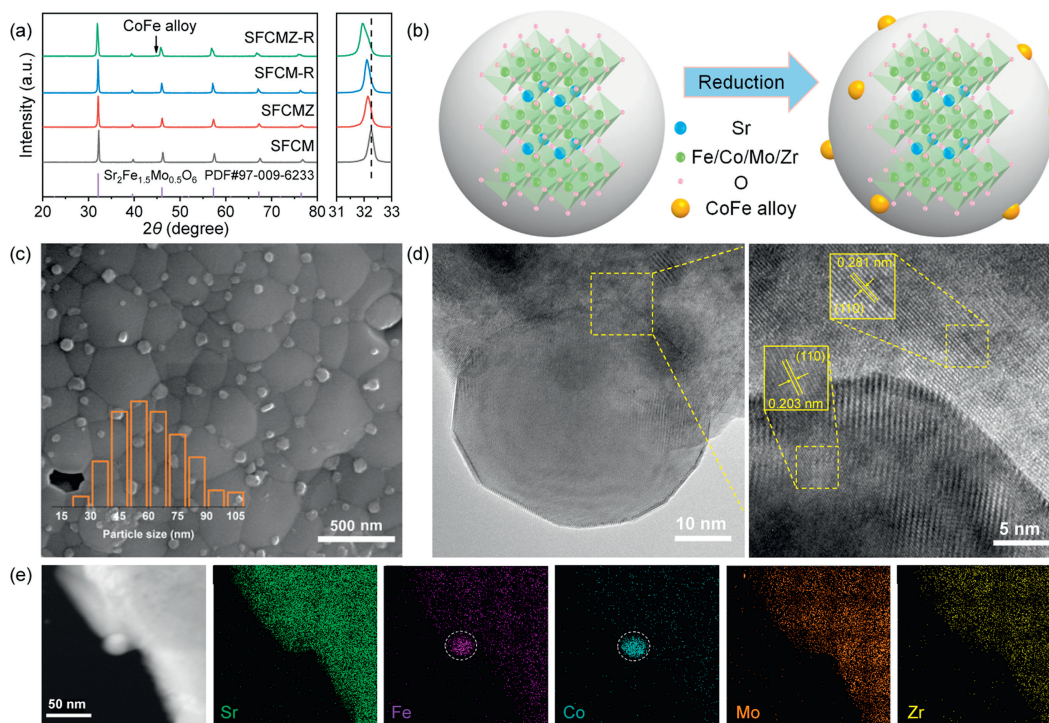 (a)
CoFe alloy
SFCMZ-R
SFCM-R
SFCMZ
SFCM
Sr₂Fe₁.₅Mo₀.₅O₆ PDF#97-009-6233
Intensity (a.u.)
20 30 40 50 60 70 80 31 32 33
2θ (degree)
(b)
Reduction
Sr
Fe/Co/Mo/Zr
O
CoFe alloy
(c)
15 30 45 60 75 90 105
Particle size (nm)
500 nm
(d)
10 nm
0.281 nm
(110)
(110)
0.203 nm
5 nm
(e)
50 nm
Sr
Fe
Co
Mo
Zr